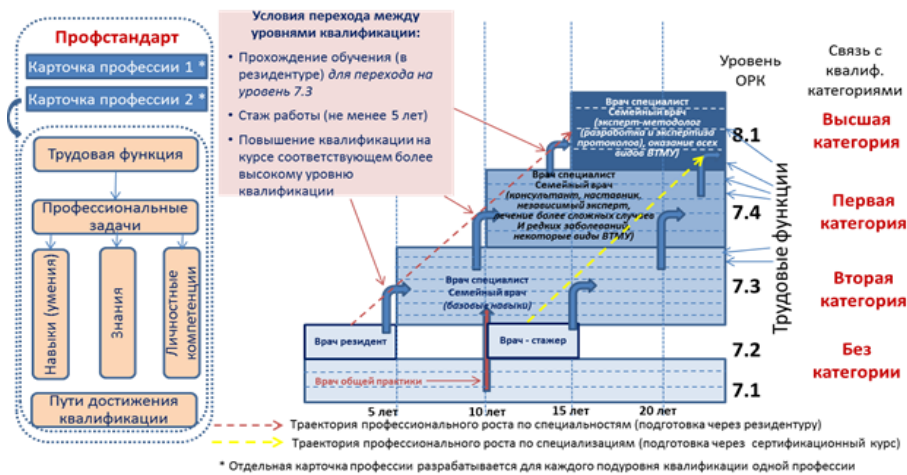 Профстандарт
Карточка профессии 1 *
Карточка профессии 2 *
Трудовая функция
Профессиональные
задачи
Навыки (умения)
Знания
Личностные
компетенции
Пути достижения
квалификации
Условия перехода между
уровнями квалификации:
• Прохождение обучения (в
резидентуре) для перехода на
уровень 7.3
• Стаж работы (не менее 5 лет)
• Повышение квалификации на
курсе соответствующем более
высокому уровню
квалификации
Врач специалист
Семейный врач
(эксперт-методолог
(разработка и экспертиза
протоколов), оказание всех
видов ВТМУ)
Врач специалист
Семейный врач
(консультант, наставник,
независимый эксперт,
лечение более сложных случаев
И редких заболеваний,
некоторые виды ВТМУ)
Врач специалист
Семейный врач
(базовые навыки)
Врач резидент
Врач - стажер
Врач общей практики
5 лет
10 лет
15 лет
20 лет
Уровень
ОРК
8.1
7.4
7.3
7.2
7.1
Трудовые функции
Связь с
квалиф.
категориями
Высшая
категория
Первая
категория
Вторая
категория
Без
категории
Траектория профессионального роста по специальностям (подготовка через резидентуру)
Траектория профессионального роста по специализациям (подготовка через сертификационный курс)
* Отдельная карточка профессии разрабатывается для каждого подуровня квалификации одной профессии